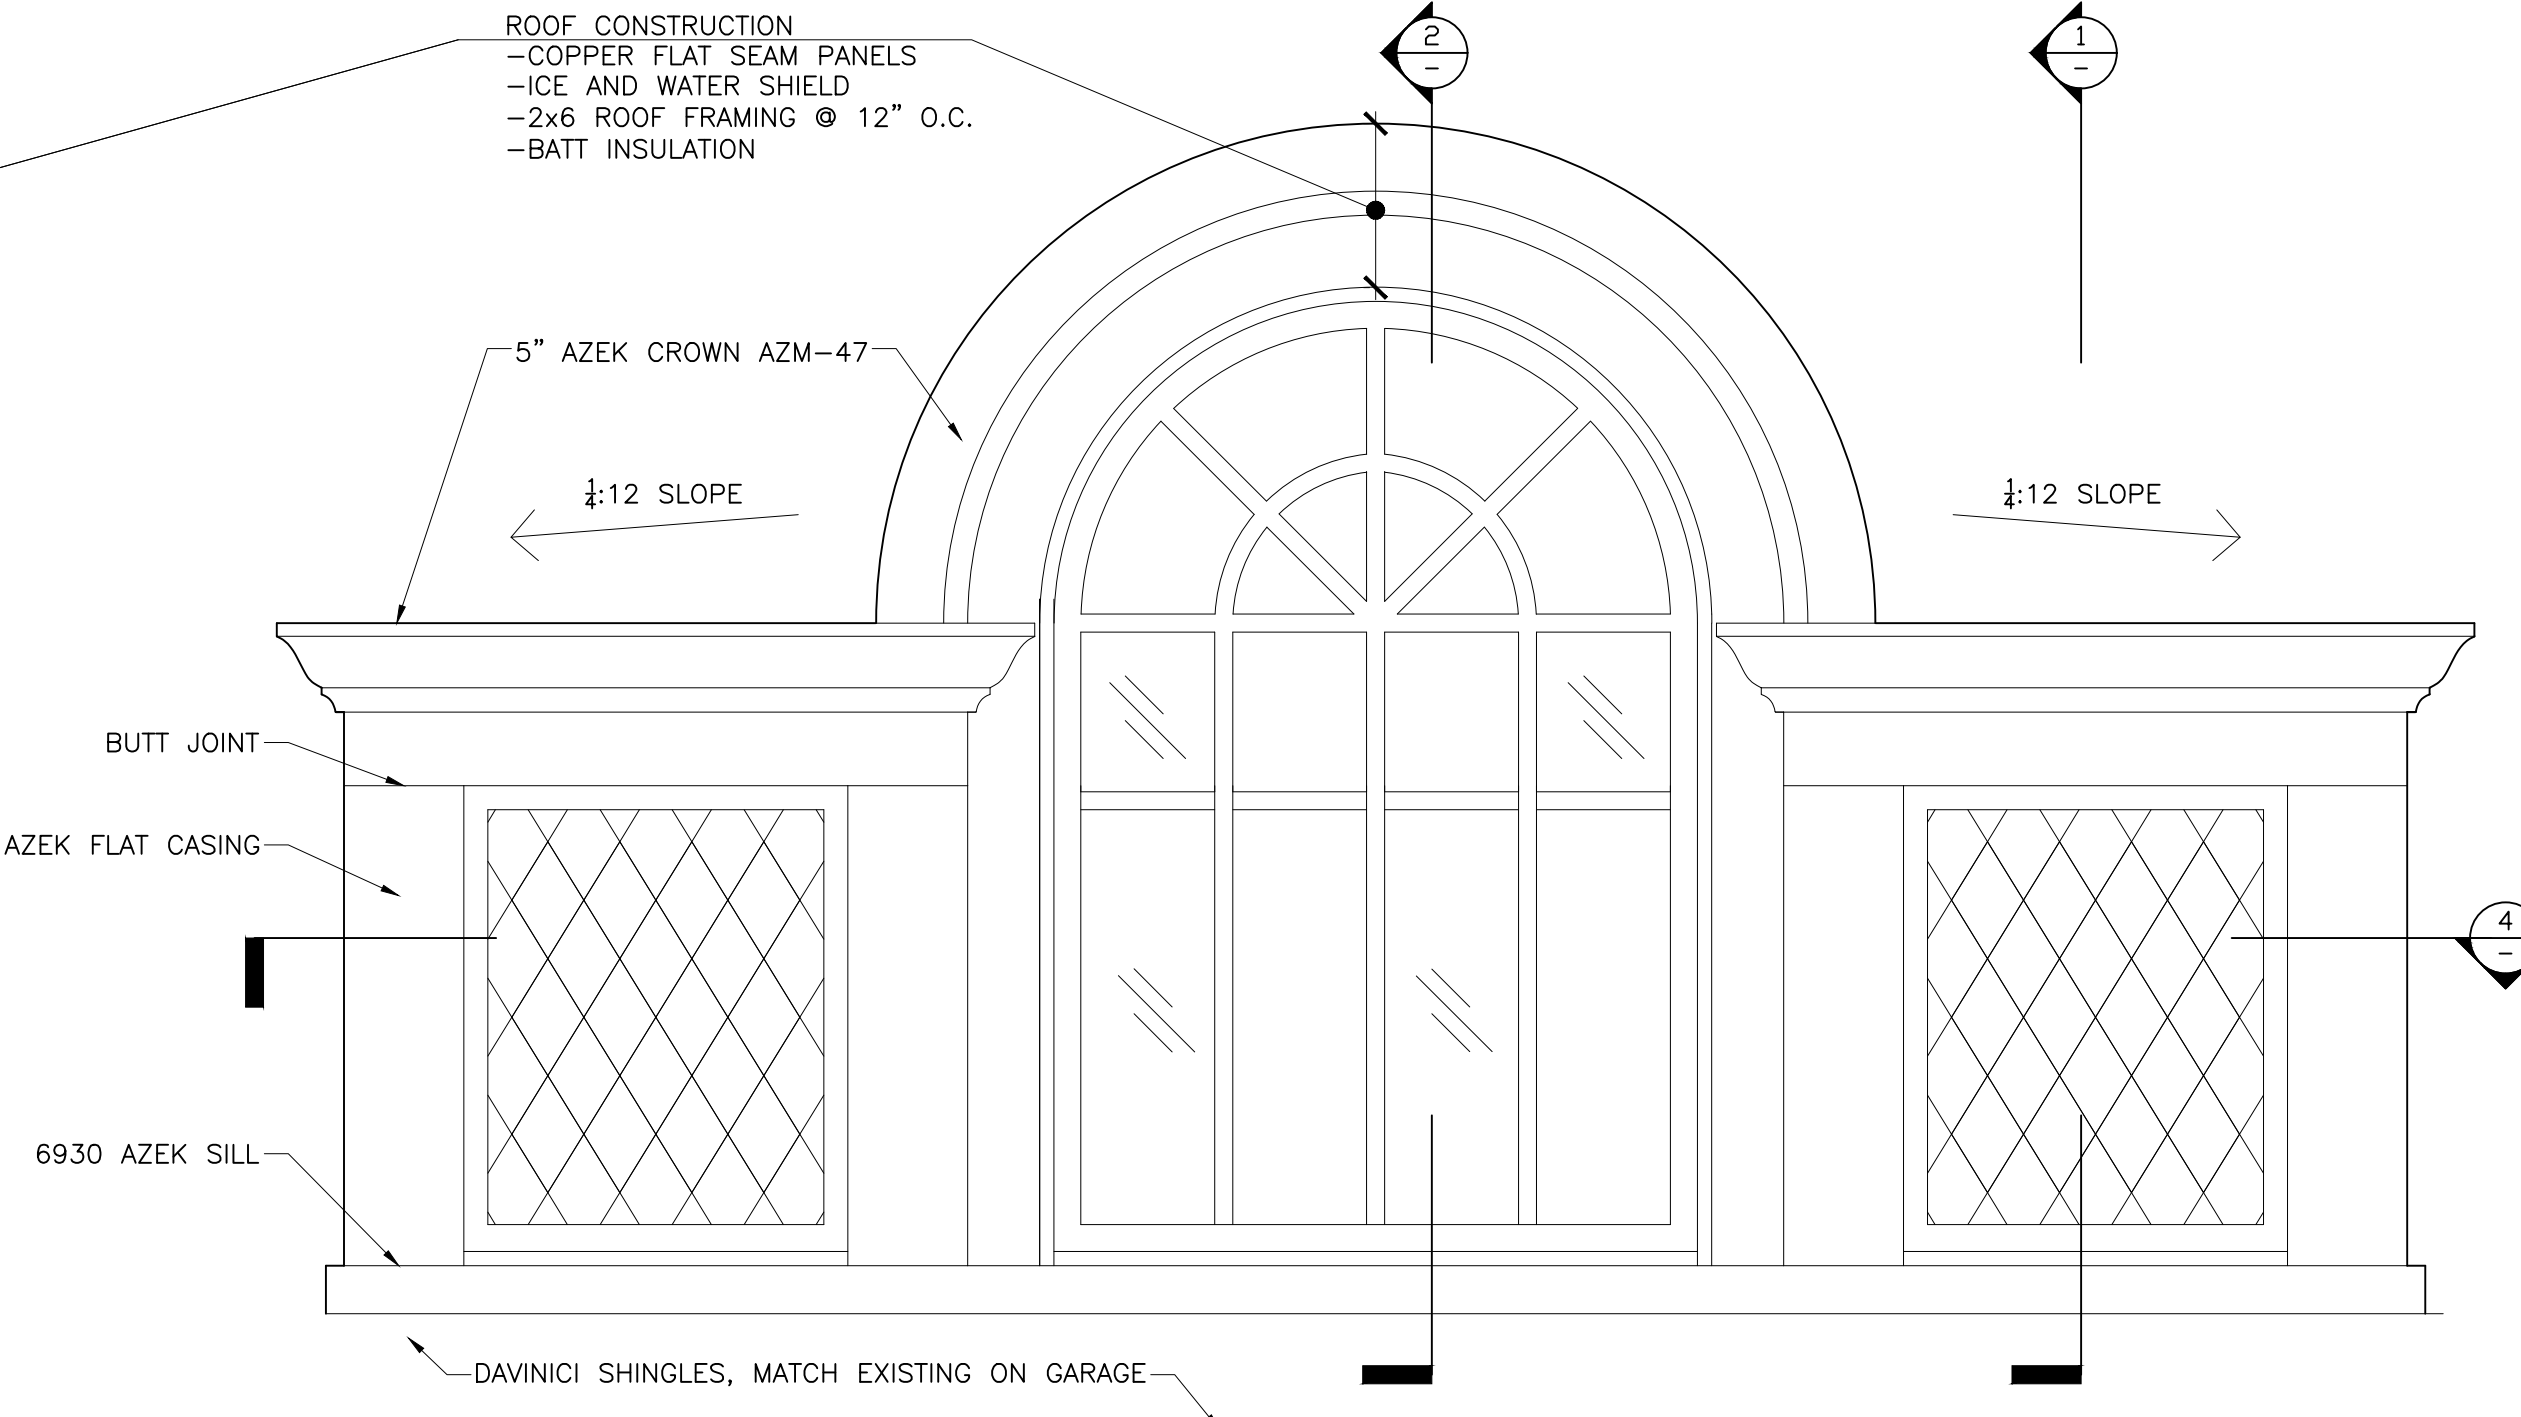 ROOF CONSTRUCTION
-COPPER FLAT SEAM PANELS
-ICE AND WATER SHIELD
-2x6 ROOF FRAMING @ 12” O.C.
-BATT INSULATION
2
-
1
-
5” AZEK CROWN AZM-47
1/4:12 SLOPE
1/4:12 SLOPE
BUTT JOINT
AZEK FLAT CASING
4
-
6930 AZEK SILL
DAVINICI SHINGLES, MATCH EXISTING ON GARAGE